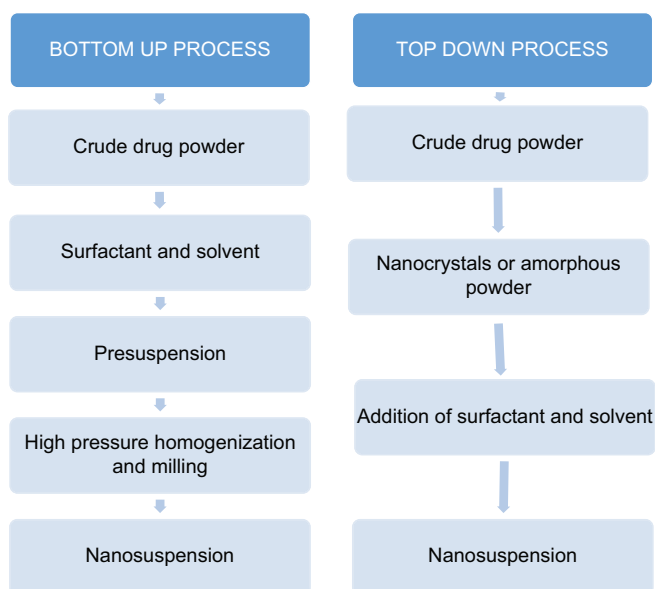 BOTTOM UP PROCESS
Crude drug powder
Surfactant and solvent
Presuspension
High pressure homogenization
and milling
Nanosuspension
TOP DOWN PROCESS
Crude drug powder
Nanocrystals or amorphous
powder
Addition of surfactant and solvent
Nanosuspension